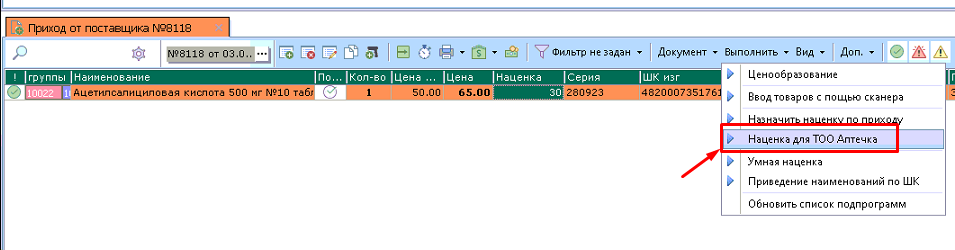 Приход от поставщика №8118
№8118 от 03.0... ... Фильтр не задан Документ Выполнить Вид Доп.
! группы Наименование По... Кол-во Цена ... Цена Наценка Серия ШК изг
10022 Ацетилсалициловая кислота 500 мг №10 табл 1 50.00 65.00 30 280923 4820007351761
Ценообразование
Ввод товаров с пощью сканера
Назначить наценку по приходу
Наценка для ТОО Аптечка
Умная наценка
Приведение наименований по ШК
Обновить список подпрограмм